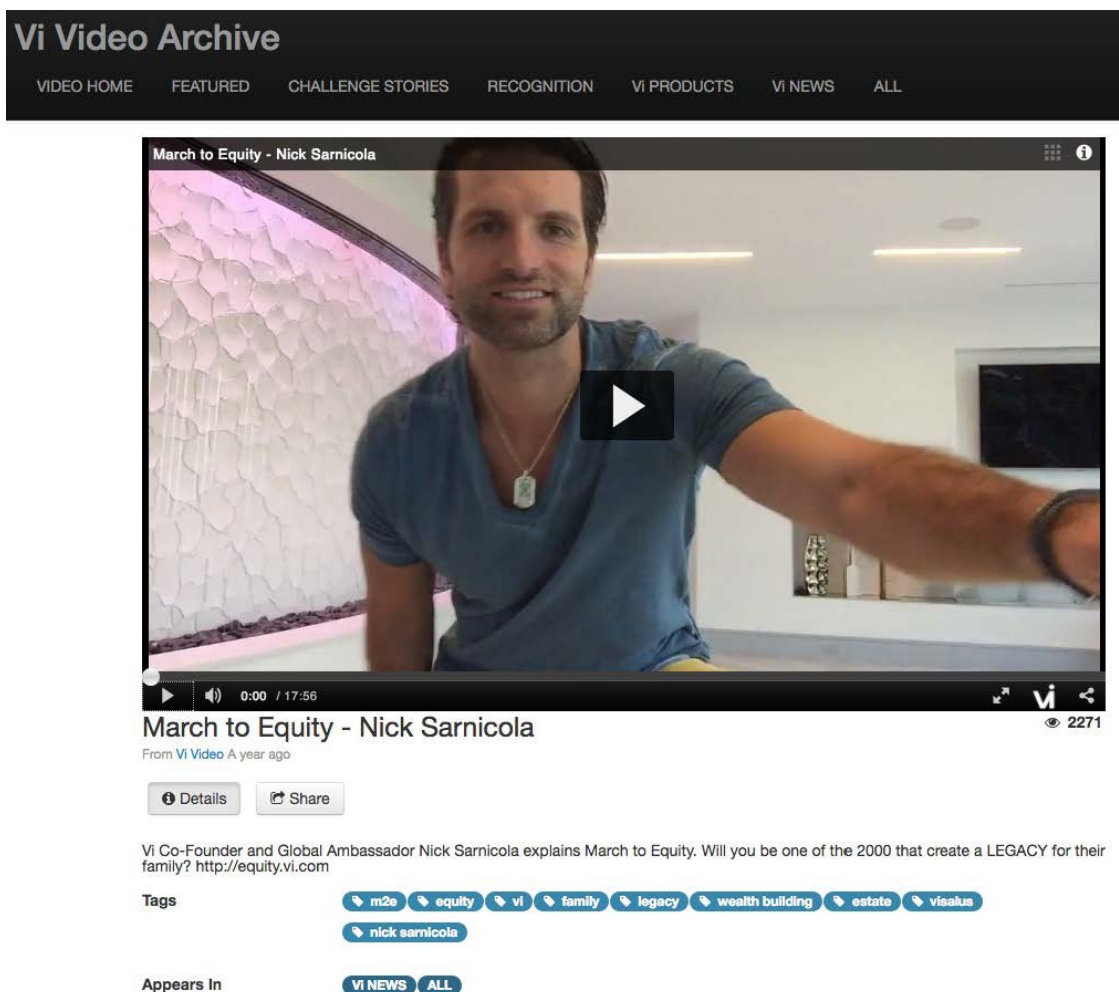 Vi Video Archive
VIDEO HOME FEATURED CHALLENGE STORIES RECOGNITION Vi PRODUCTS Vi NEWS ALL
March to Equity - Nick Sarnicola
0:00 / 17:56
vi
March to Equity - Nick Sarnicola
2271
From Vi Video A year ago
Details Share
Vi Co-Founder and Global Ambassador Nick Sarnicola explains March to Equity. Will you be one of the 2000 that create a LEGACY for their
family? http://equity.vi.com
Tags m2e equity vi family legacy wealth building estate visalus
nick sarnicola
Appears In Vi NEWS ALL